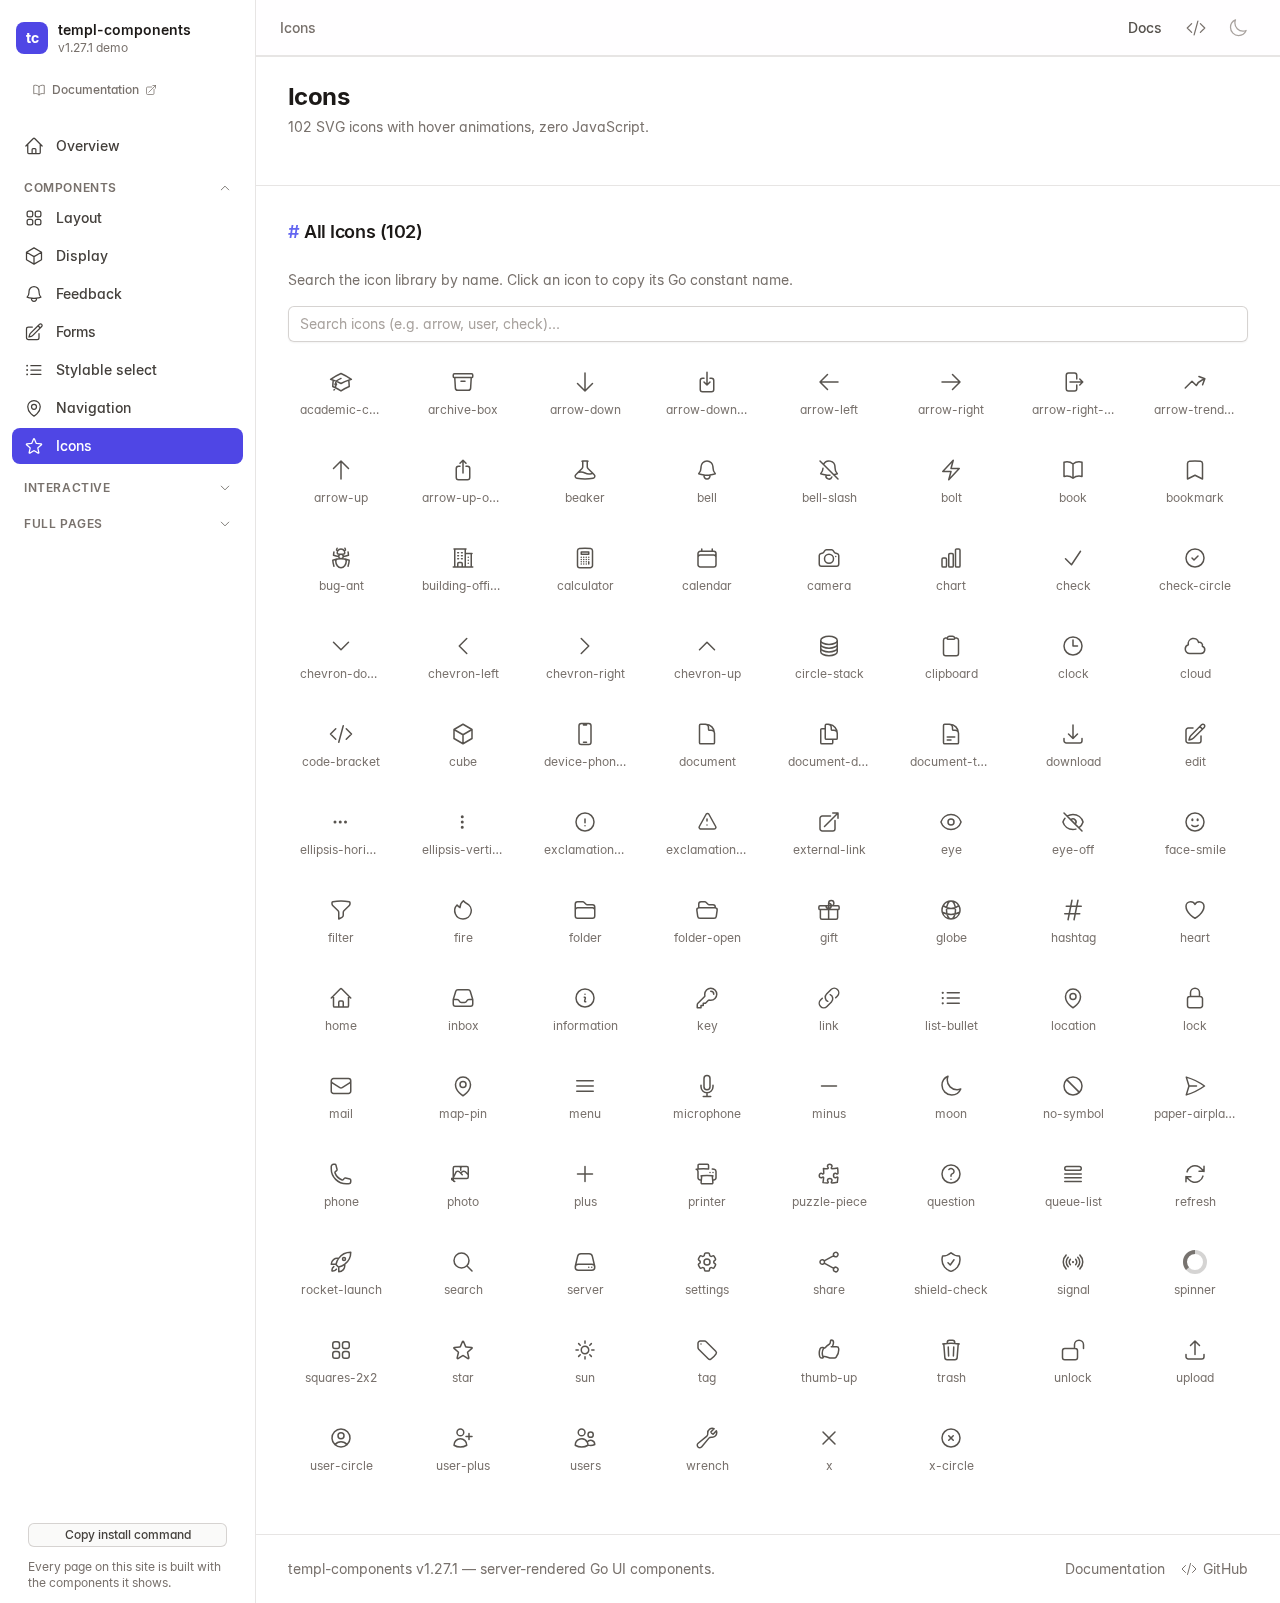 tc
templ-components
v1.27.1 demo
Documentation
Overview
COMPONENTS
Layout
Display
Feedback
Forms
Stylable select
Navigation
Icons
INTERACTIVE
FULL PAGES
Copy install command
Every page on this site is built with
the components it shows.
Icons
Docs
Icons
102 SVG icons with hover animations, zero JavaScript.
# All Icons (102)
Search the icon library by name. Click an icon to copy its Go constant name.
Search icons (e.g. arrow, user, check)...
academic-c... archive-box arrow-down arrow-down... arrow-left arrow-right arrow-right-... arrow-trend...
arrow-up arrow-up-o... beaker bell bell-slash bolt book bookmark
bug-ant building-offi... calculator calendar camera chart check check-circle
chevron-do... chevron-left chevron-right chevron-up circle-stack clipboard clock cloud
code-bracket cube device-phon... document document-d... document-t... download edit
ellipsis-hori... ellipsis-verti... exclamation... exclamation... external-link eye eye-off face-smile
filter fire folder folder-open gift globe hashtag heart
home inbox information key link list-bullet location lock
mail map-pin menu microphone minus moon no-symbol paper-airpla...
phone photo plus printer puzzle-piece question queue-list refresh
rocket-launch search server settings share shield-check signal spinner
squares-2x2 star sun tag thumb-up trash unlock upload
user-circle user-plus users wrench x x-circle
templ-components v1.27.1 — server-rendered Go UI components.
Documentation
GitHub